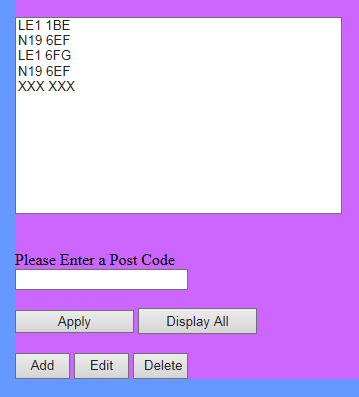 LE1 1BE
N19 6EF
LE1 6FG
N19 6EF
XXX XXX
Please Enter a Post Code
Apply Display All
Add Edit Delete